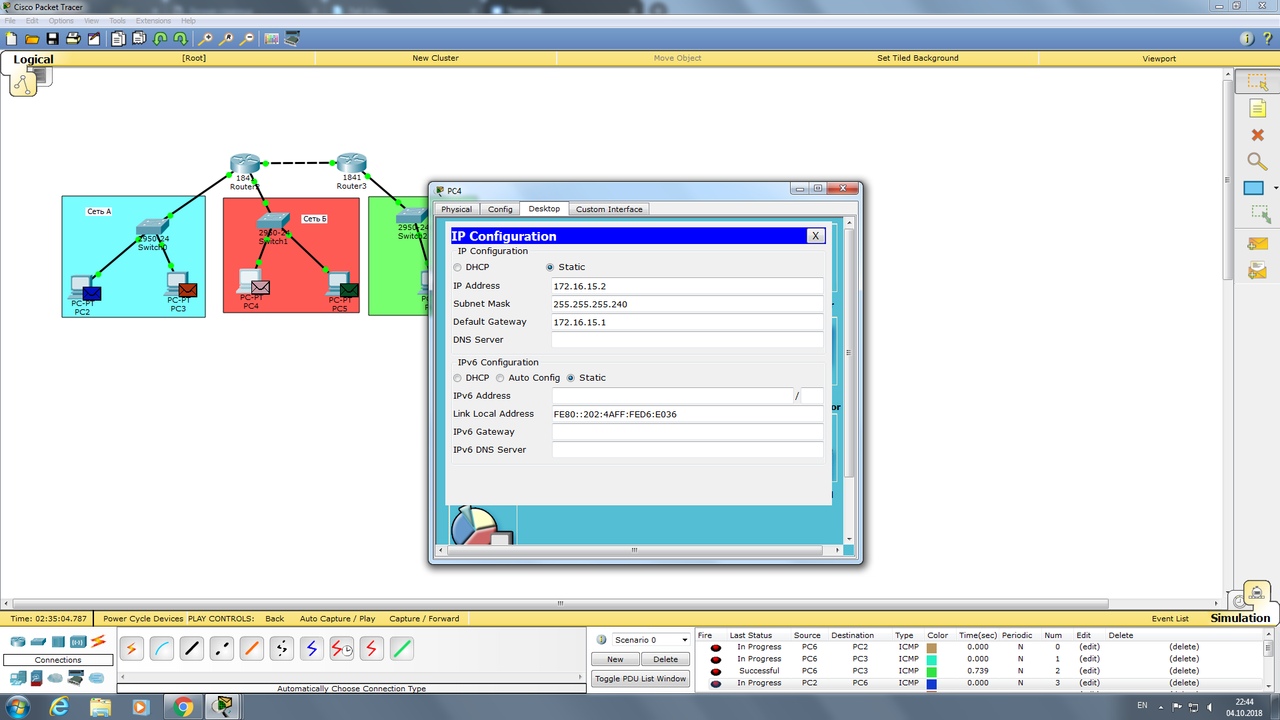 Cisco Packet Tracer
File Edit Options View Tools Extensions Help
Logical [Root] New Cluster Move Object Set Tiled Background Viewport
1841
Router3
Router2
Сеть А
Сеть Б
2950-24
Switch0
2950-24
Switch1
PC-PT
PC2
PC-PT
PC3
PC-PT
PC4
PC-PT
PC5
PC4
Physical Config Desktop Custom Interface
IP Configuration X
IP Configuration
DHCP Static
IP Address 172.16.15.2
Subnet Mask 255.255.255.240
Default Gateway 172.16.15.1
DNS Server
IPv6 Configuration
DHCP Auto Config Static
IPv6 Address /
Link Local Address FE80::202:4AFF:FED6:E036
IPv6 Gateway
IPv6 DNS Server
Time: 02:35:04.787 Power Cycle Devices PLAY CONTROLS: Back Auto Capture / Play Capture / Forward Event List Simulation
Connections
Automatically Choose Connection Type
Scenario 0
New Delete
Toggle PDU List Window
Fire Last Status Source Destination Type Color Time(sec) Periodic Num Edit Delete
In Progress PC6 PC2 ICMP 0.000 N 0 (edit) (delete)
In Progress PC6 PC3 ICMP 0.000 N 1 (edit) (delete)
Successful PC6 PC3 ICMP 0.739 N 2 (edit) (delete)
In Progress PC2 PC6 ICMP 0.000 N 3 (edit) (delete)
EN 22:44
04.10.2018